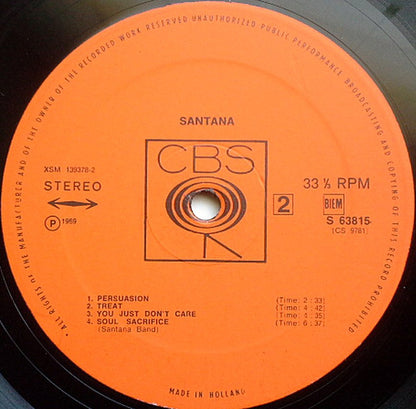 ALL RIGHTS OF THE MANUFACTURER AND OF THE OWNER OF THE RECORDED WORK RESERVED UNAUTHORIZED PUBLIC PERFORMANCE BROADCASTING AND COPYING OF THIS RECORD PROHIBITED
SANTANA
CBS
XSM 139378-2
STEREO
33 ⅓ RPM
P 1969
2
BIEM
S 63815
(CS 9781)
1. PERSUASION (Time: 2:33)
2. TREAT (Time: 4:42)
3. YOU JUST DON'T CARE (Time: 4:35)
4. SOUL SACRIFICE (Time: 6:37)
(Santana Band)
MADE IN HOLLAND